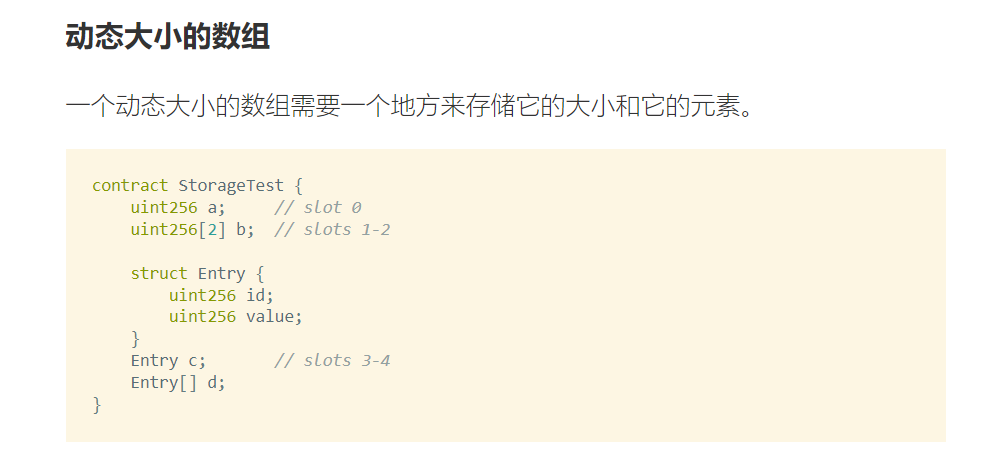 动态大小的数组
一个动态大小的数组需要一个地方来存储它的大小和它的元素。
contract StorageTest {
    uint256 a;     // slot 0
    uint256[2] b;  // slots 1-2

    struct Entry {
        uint256 id;
        uint256 value;
    }
    Entry c;       // slots 3-4
    Entry[] d;
}